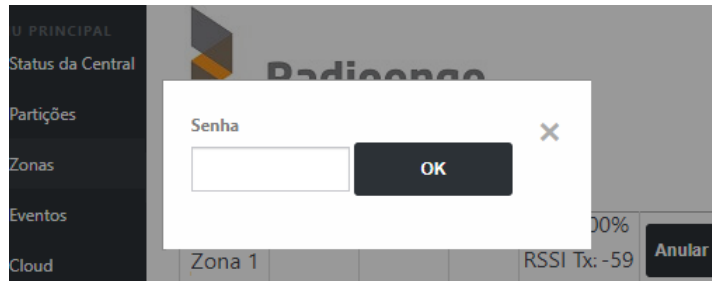 U PRINCIPAL
Status da Central
Partições
Zonas
Eventos
Cloud
Senha
×
OK
00%
Zona 1
RSSI Tx: -59
Anular